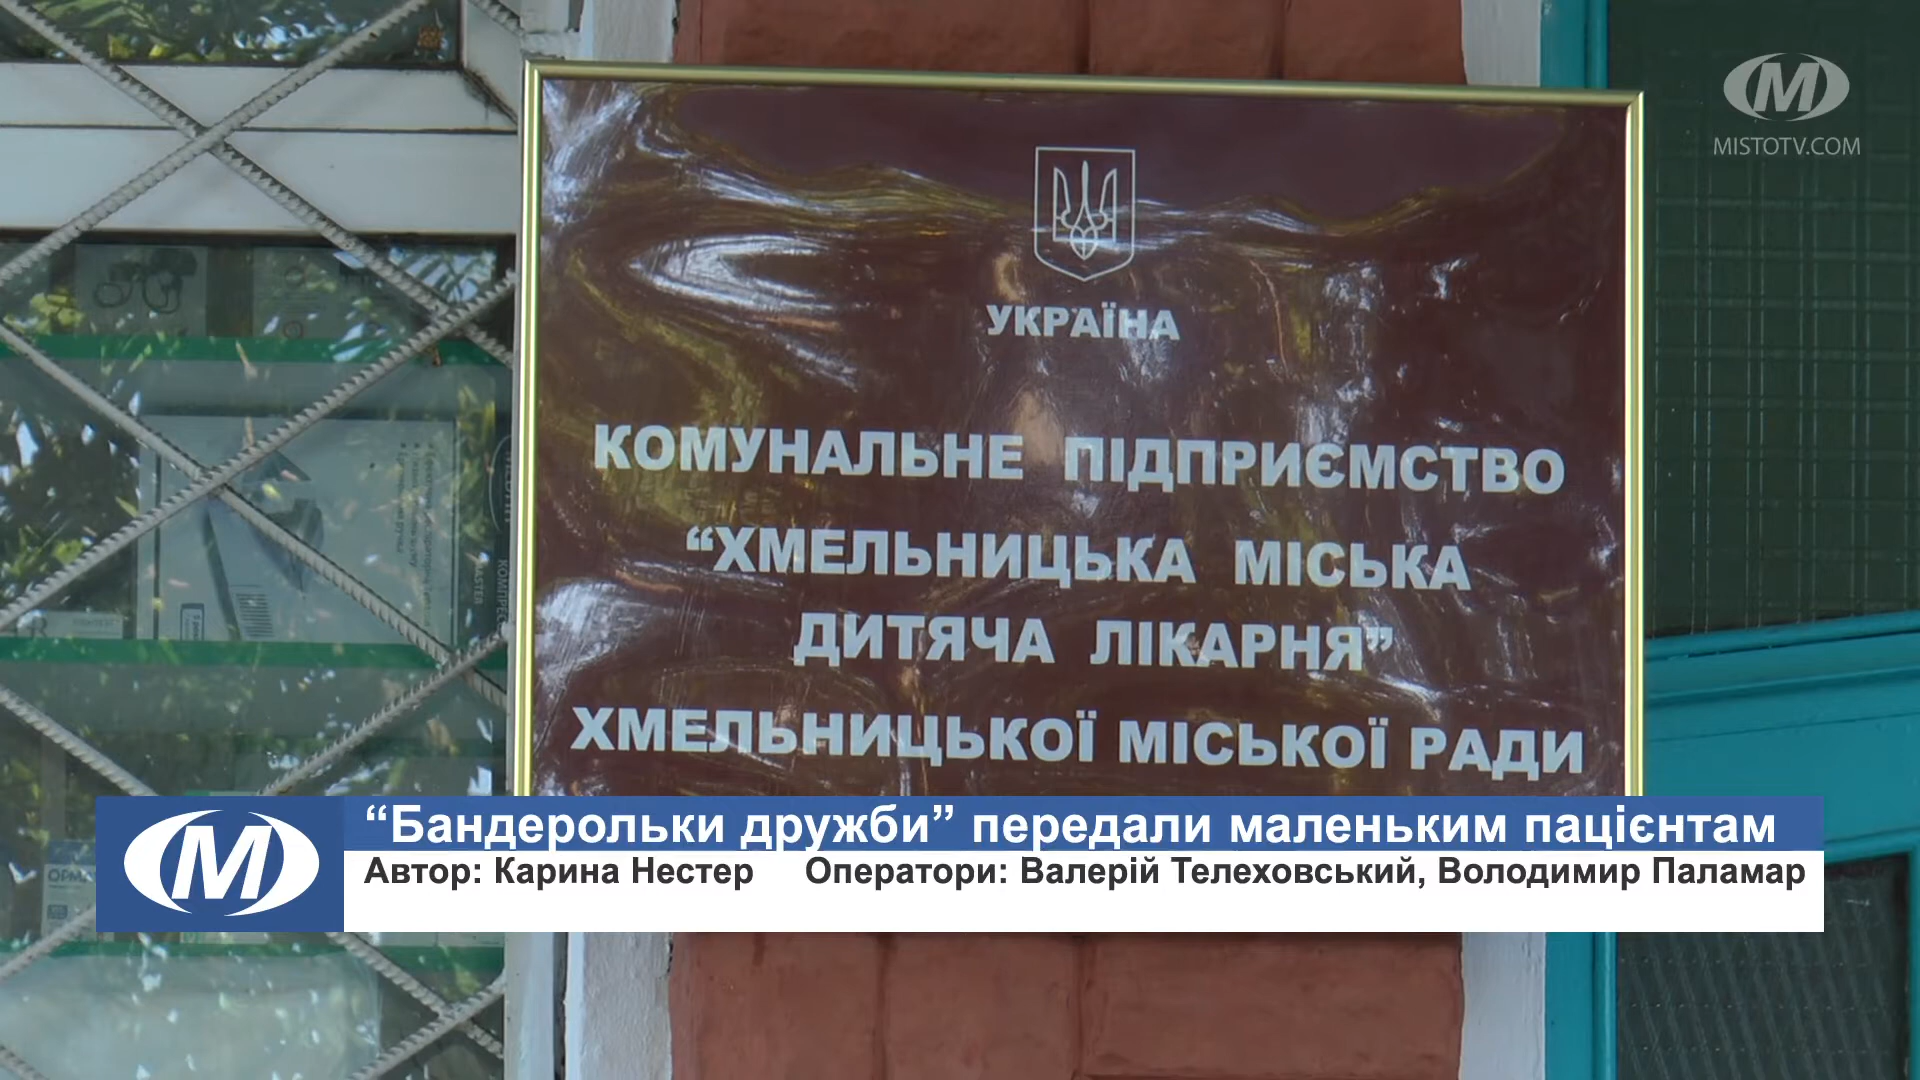 М
MISTOTV.COM
УКРАЇНА
КОМУНАЛЬНЕ ПІДПРИЄМСТВО
“ХМЕЛЬНИЦЬКА МІСЬКА
ДИТЯЧА ЛІКАРНЯ”
ХМЕЛЬНИЦЬКОЇ МІСЬКОЇ РАДИ
М
“Бандерольки дружби” передали маленьким пацієнтам
Автор: Карина Нестер Оператори: Валерій Телеховський, Володимир Паламар